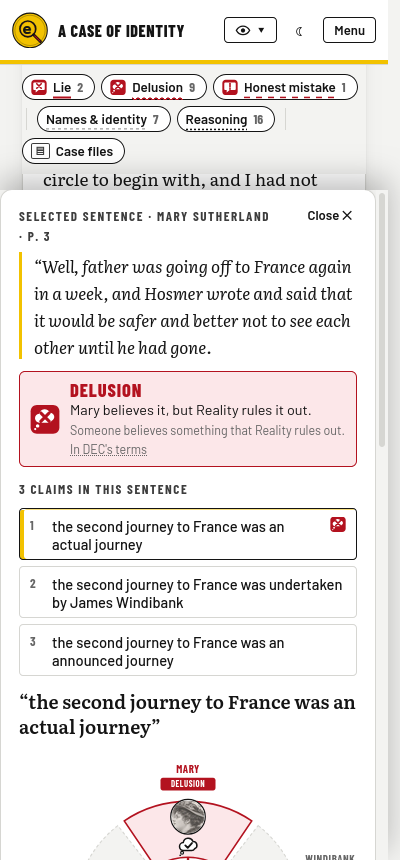 A CASE OF IDENTITY
Menu
Lie 2
Delusion 9
Honest mistake 1
Names & identity 7
Reasoning 16
Case files
circle to begin with, and I had not
SELECTED SENTENCE · MARY SUTHERLAND
· P. 3
Close ✕
“Well, father was going off to France again
in a week, and Hosmer wrote and said that
it would be safer and better not to see each
other until he had gone.
DELUSION
Mary believes it, but Reality rules it out.
Someone believes something that Reality rules out.
In DEC's terms
3 CLAIMS IN THIS SENTENCE
1 the second journey to France was an
actual journey
2 the second journey to France was undertaken
by James Windibank
3 the second journey to France was an
announced journey
“the second journey to France was an
actual journey”
MARY
DELUSION
WINDIBANK